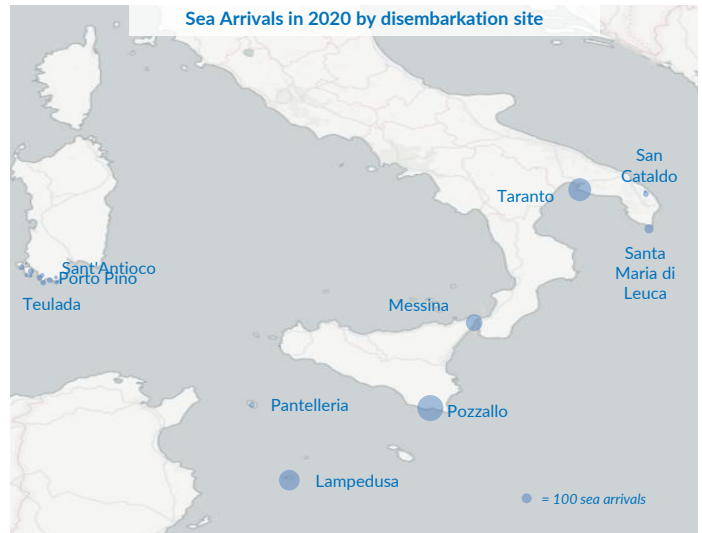 Sea Arrivals in 2020 by disembarkation site
San
Cataldo
Taranto
Santa
Maria di
Leuca
Sant'Antioco
Porto Pino
Teulada
Messina
Pantelleria
Pozzallo
Lampedusa
= 100 sea arrivals